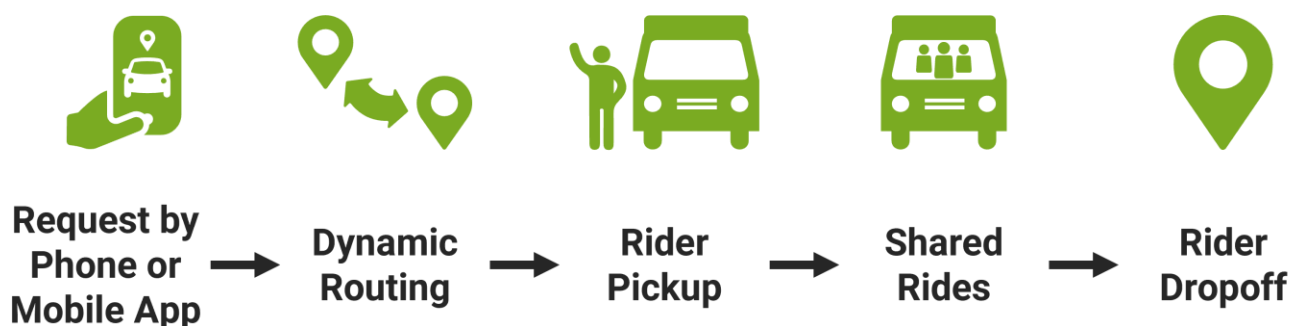 Request by
Phone or
Mobile App
Dynamic
Routing
Rider
Pickup
Shared
Rides
Rider
Dropoff